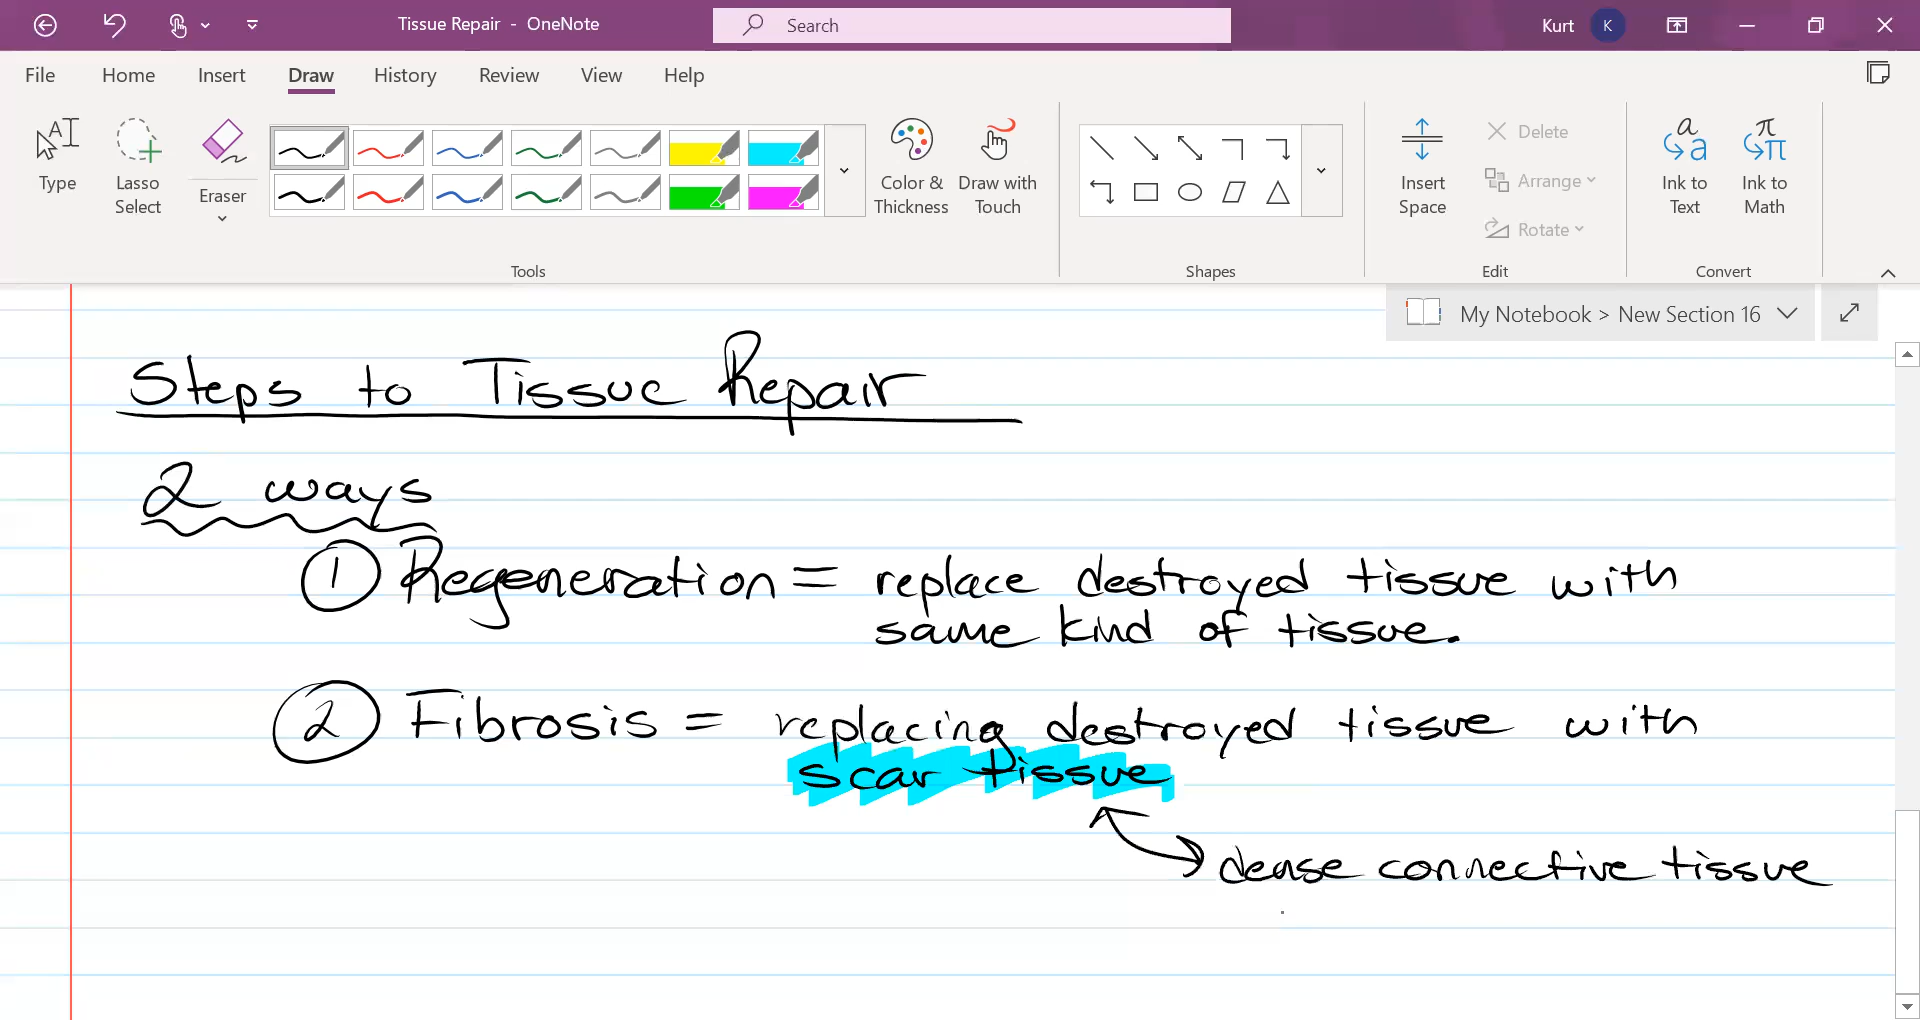 Tissue Repair - OneNote
Search
Kurt
K
File Home Insert Draw History Review View Help
Type
Lasso Select
Eraser
Color & Thickness
Draw with Touch
Insert Space
Delete
Arrange
Rotate
Ink to Text
Ink to Math
Tools
Shapes
Edit
Convert
My Notebook > New Section 16
Steps to Tissue Repair
2 ways
1 Regeneration = replace destroyed tissue with
same kind of tissue.
2 Fibrosis = replacing destroyed tissue with
scar tissue
dense connective tissue